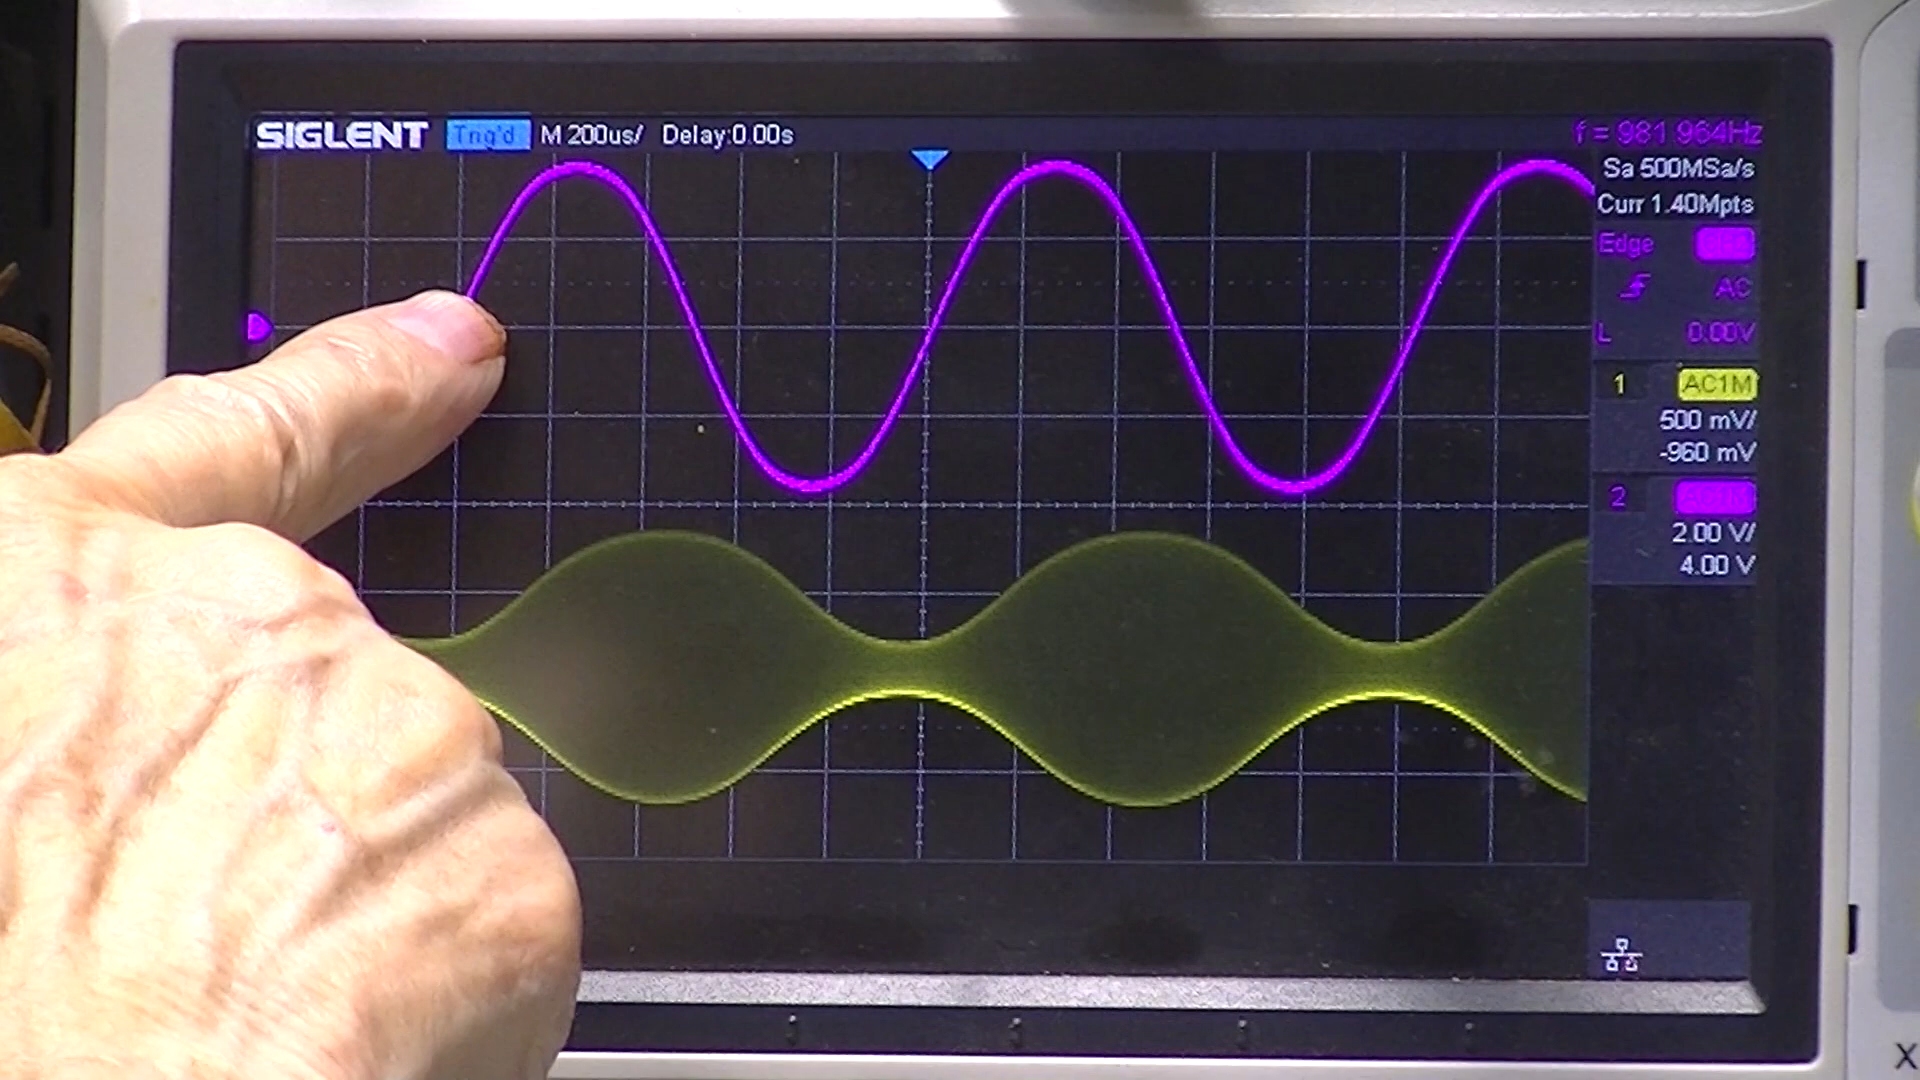 SIGLENT Trig'd M 200us/ Delay:0.00s f = 981.964Hz
Sa 500MSa/s
Curr 1.40Mpts
Edge
AC
L 0.00V
1 AC1M
500 mV/
-960 mV
2
2.00 V/
4.00 V
X